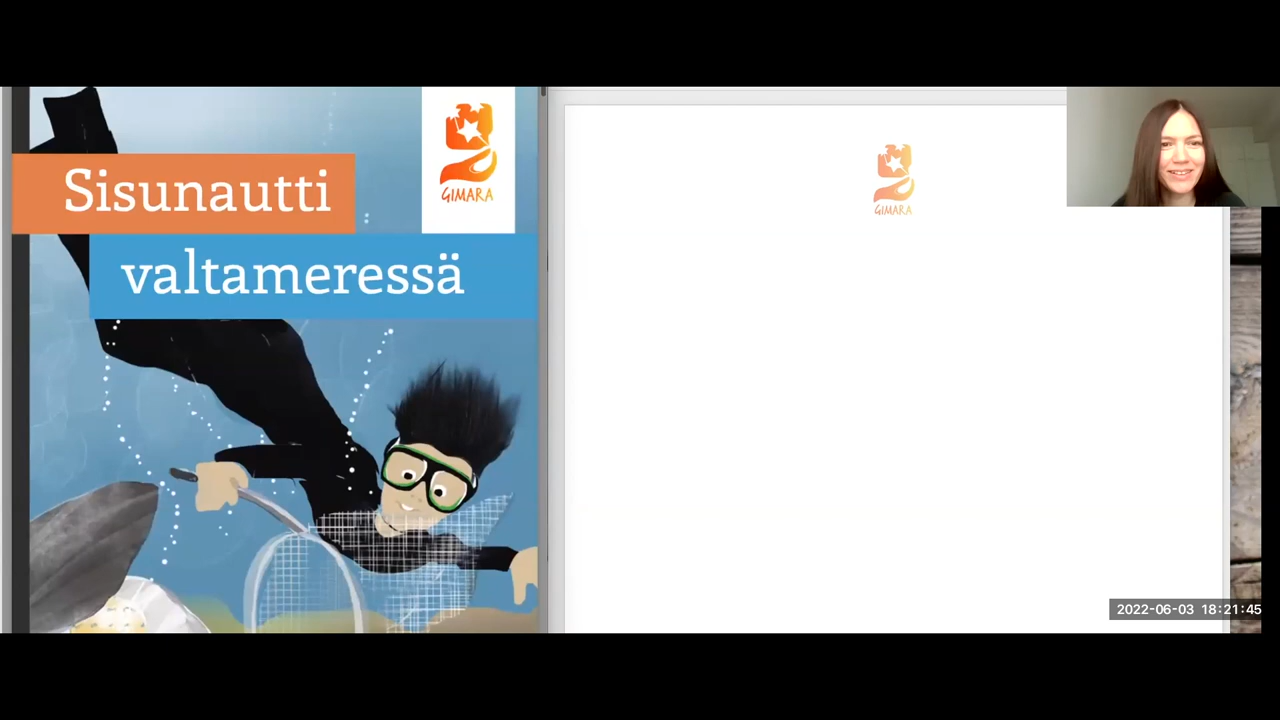 Sisunautti
valtameressä
GIMARA
GIMARA
2022-06-03 18:21:45